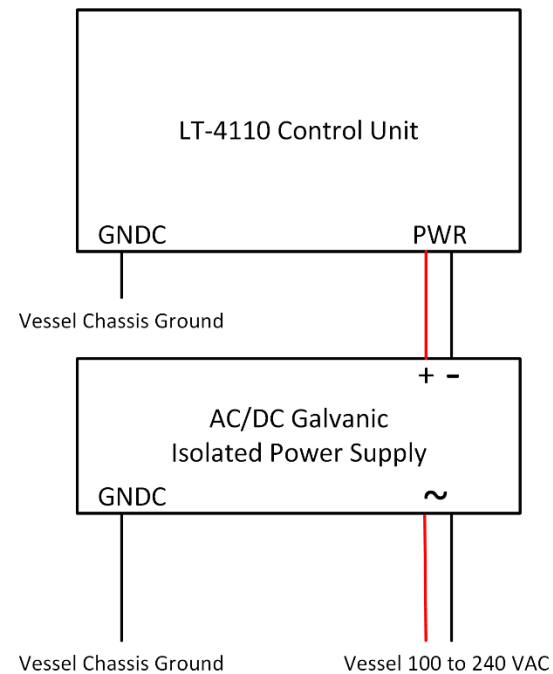 LT-4110 Control Unit
GNDC PWR
Vessel Chassis Ground
+ -
AC/DC Galvanic
Isolated Power Supply
GNDC ~
Vessel Chassis Ground Vessel 100 to 240 VAC